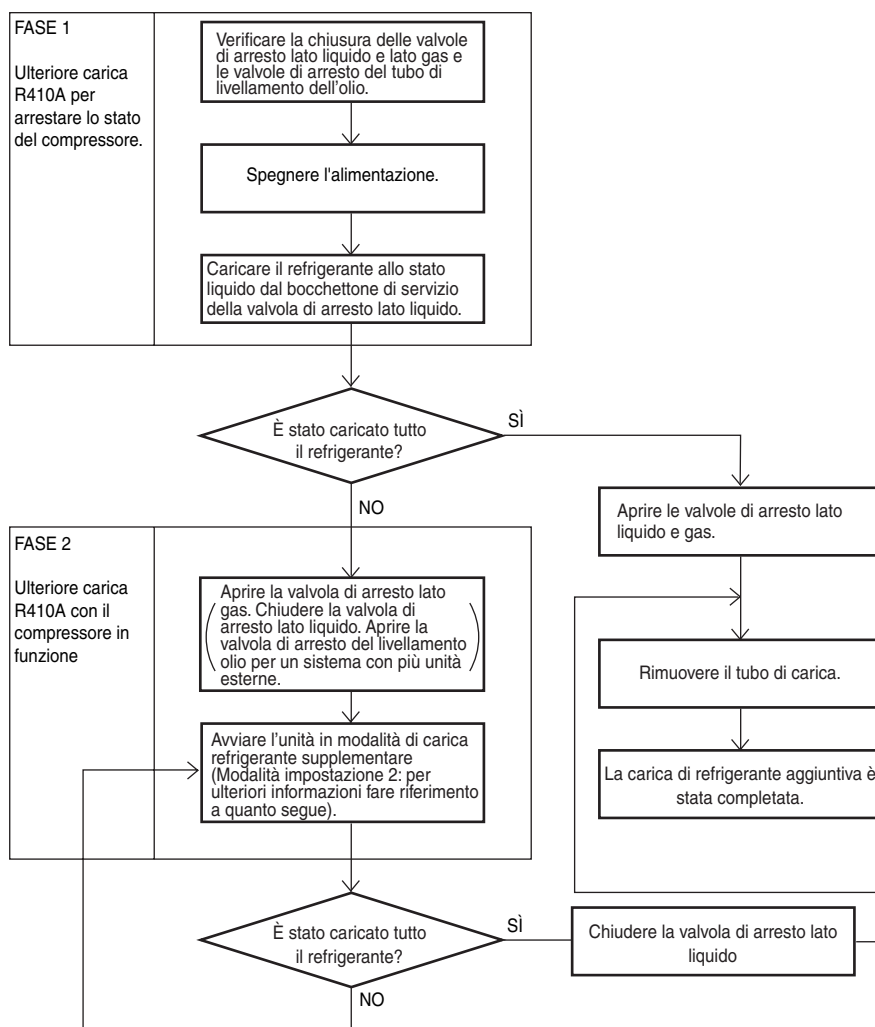 FASE 1
Ulteriore carica
R410A per
arrestare lo stato
del compressore.
Verificare la chiusura delle valvole
di arresto lato liquido e lato gas e
le valvole di arresto del tubo di
livellamento dell'olio.
Spegnere l'alimentazione.
Caricare il refrigerante allo stato
liquido dal bocchettone di servizio
della valvola di arresto lato liquido.
È stato caricato tutto
il refrigerante?
SÌ
NO
Aprire le valvole di arresto lato
liquido e gas.
Rimuovere il tubo di carica.
La carica di refrigerante aggiuntiva è
stata completata.
FASE 2
Ulteriore carica
R410A con il
compressore in
funzione
Aprire la valvola di arresto lato
gas. Chiudere la valvola di
arresto lato liquido. Aprire la
valvola di arresto del livellamento
olio per un sistema con più unità
esterne.
Avviare l'unità in modalità di carica
refrigerante supplementare
(Modalità impostazione 2: per
ulteriori informazioni fare riferimento
a quanto segue).
È stato caricato tutto
il refrigerante?
SÌ
NO
Chiudere la valvola di arresto lato
liquido